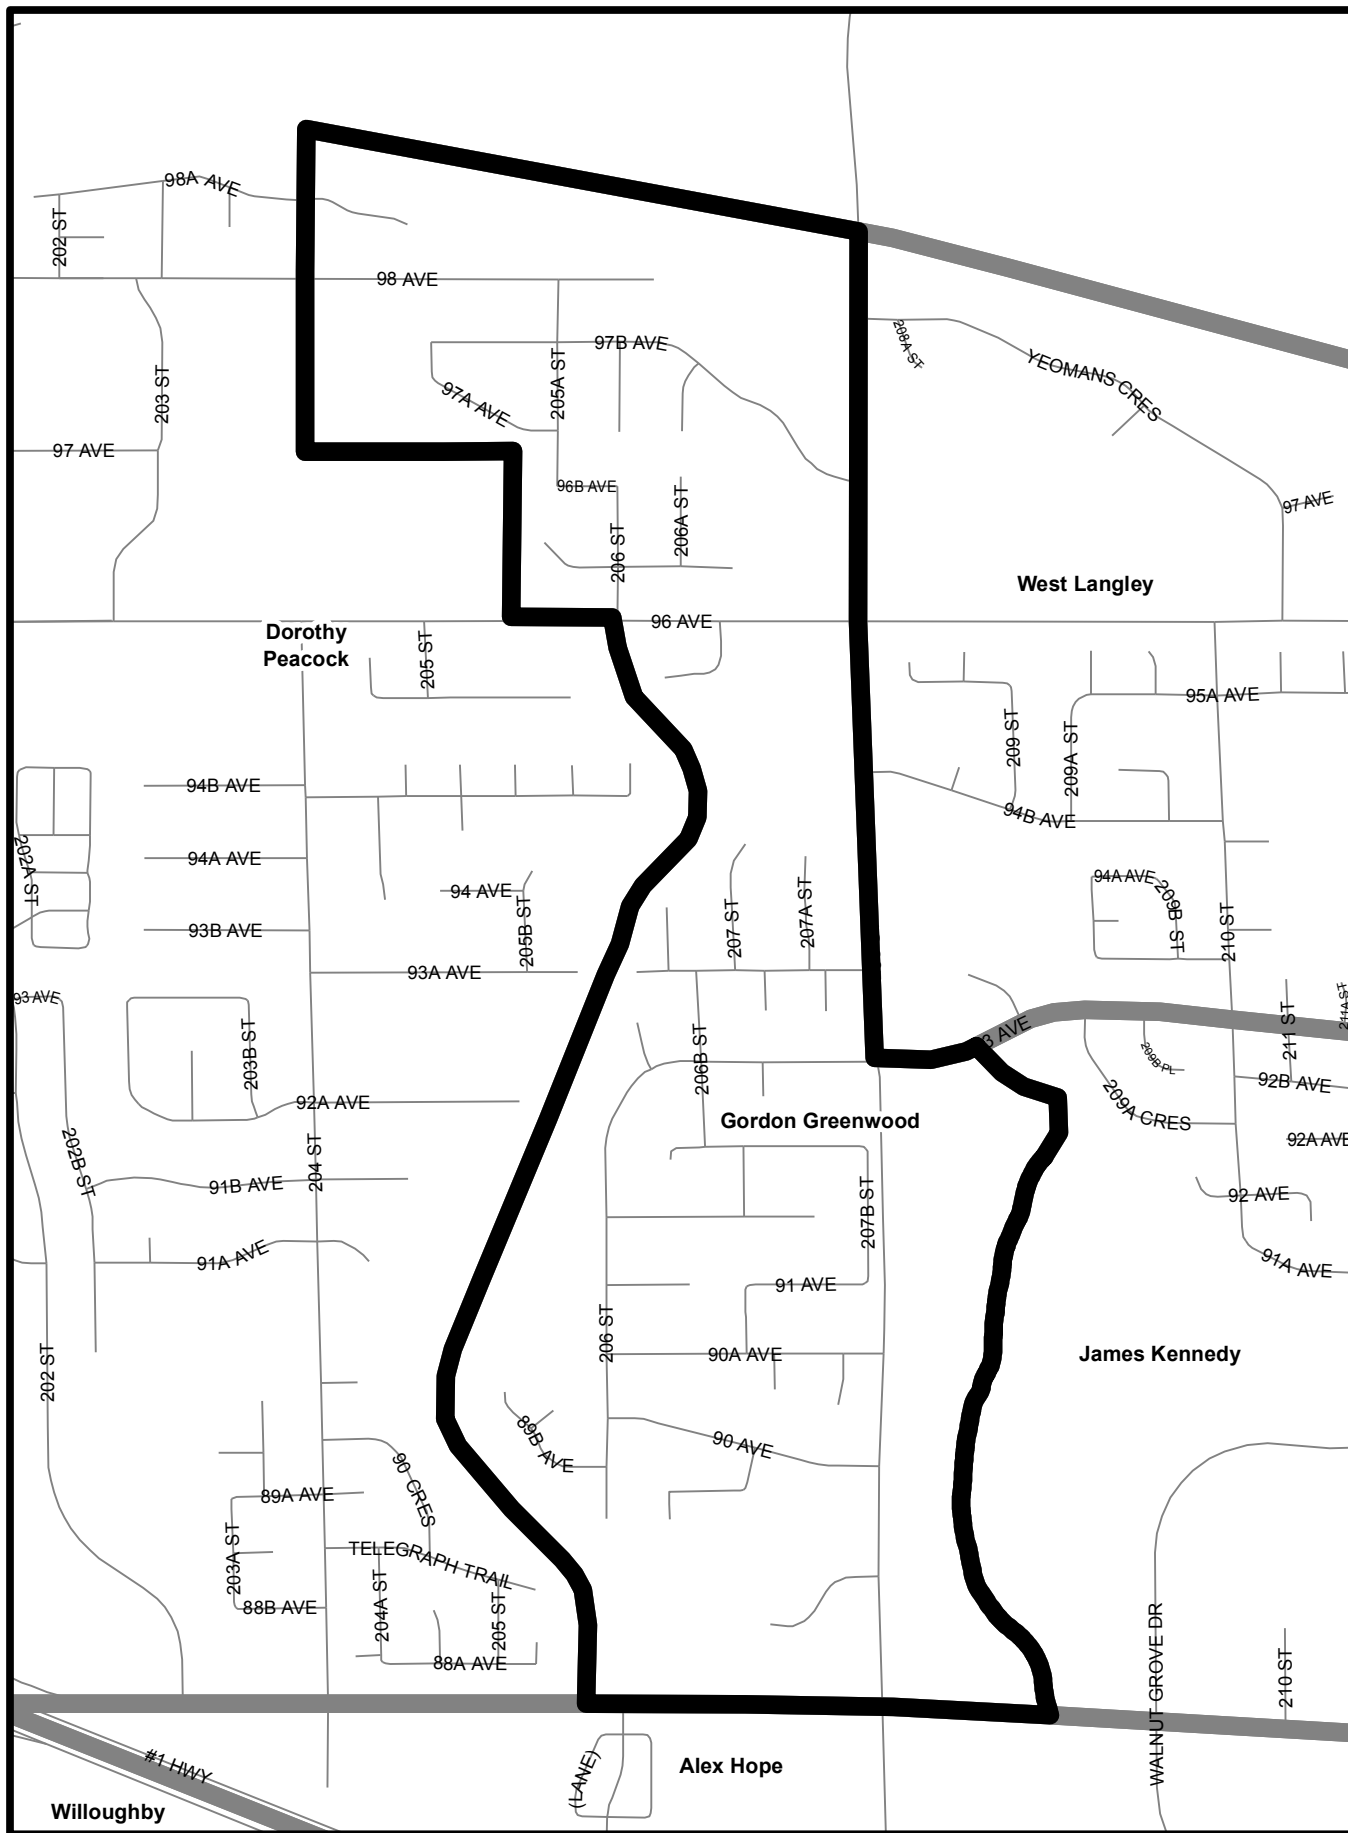 98A AVE
202 ST
98 AVE
208A ST
97B AVE
YEOMANS CRES
205A ST
203 ST
97A AVE
97 AVE
96B AVE
97 AVE
206A ST
206 ST
West Langley
96 AVE
Dorothy
Peacock
205 ST
95A AVE
209 ST
209A ST
94B AVE
94B AVE
202A ST
94A AVE
94A AVE
94 AVE
209B ST
207 ST
207A ST
93B AVE
205B ST
210 ST
93A AVE
93 AVE
211A ST
211 ST
3 AVE
203B ST
206B ST
209B PL
92B AVE
92A AVE
209A CRES
Gordon Greenwood
92A AVE
202B ST
204 ST
91B AVE
92 AVE
207B ST
91A AVE
91A AVE
91 AVE
206 ST
90A AVE
James Kennedy
202 ST
89B AVE
90 AVE
90 CRES
89A AVE
203A ST
TELEGRAPH TRAIL
204A ST
205 ST
88B AVE
88A AVE
WALNUT GROVE DR
210 ST
#1 HWY
(LANE)
Alex Hope
Willoughby